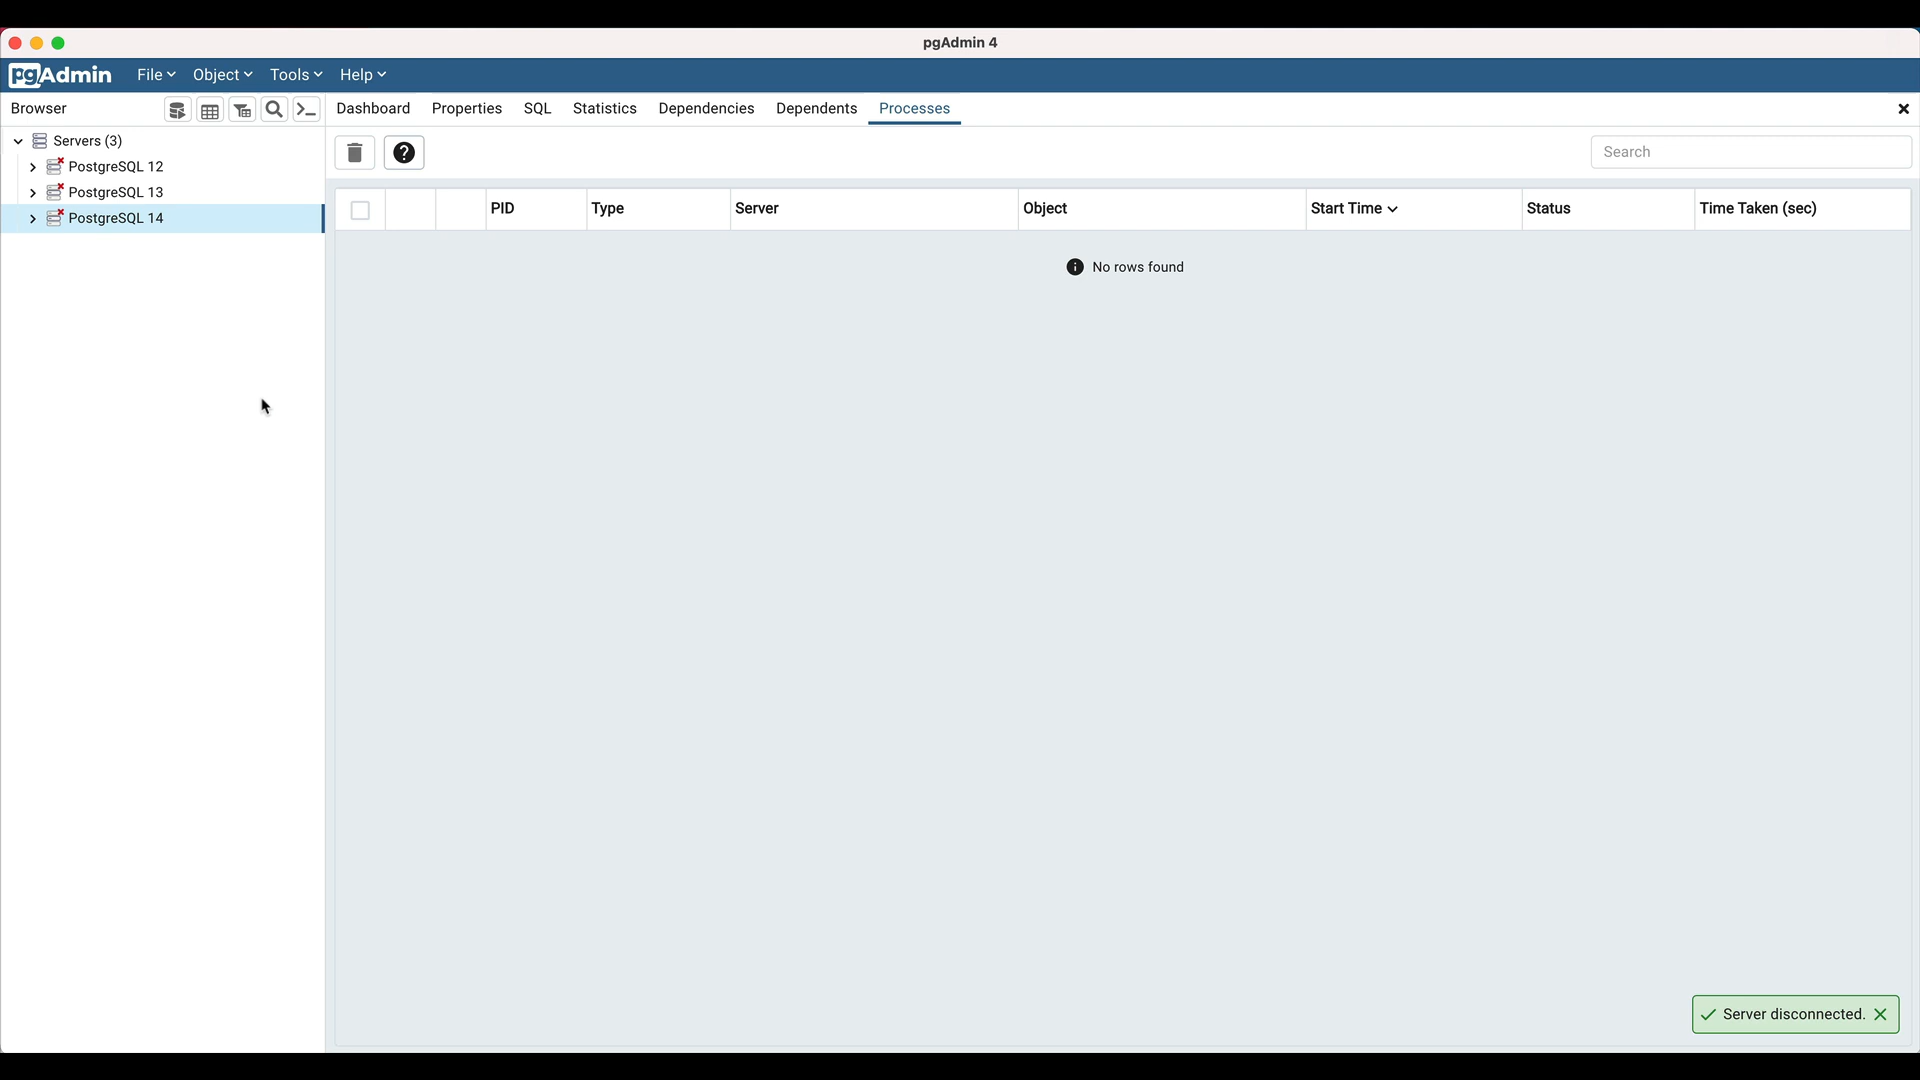 pgAdmin 4
pgAdmin File Object Tools Help
Browser
Dashboard Properties SQL Statistics Dependencies Dependents Processes
Servers (3)
PostgreSQL 12
PostgreSQL 13
PostgreSQL 14
Search
PID Type Server Object Start Time Status Time Taken (sec)
No rows found
Server disconnected.